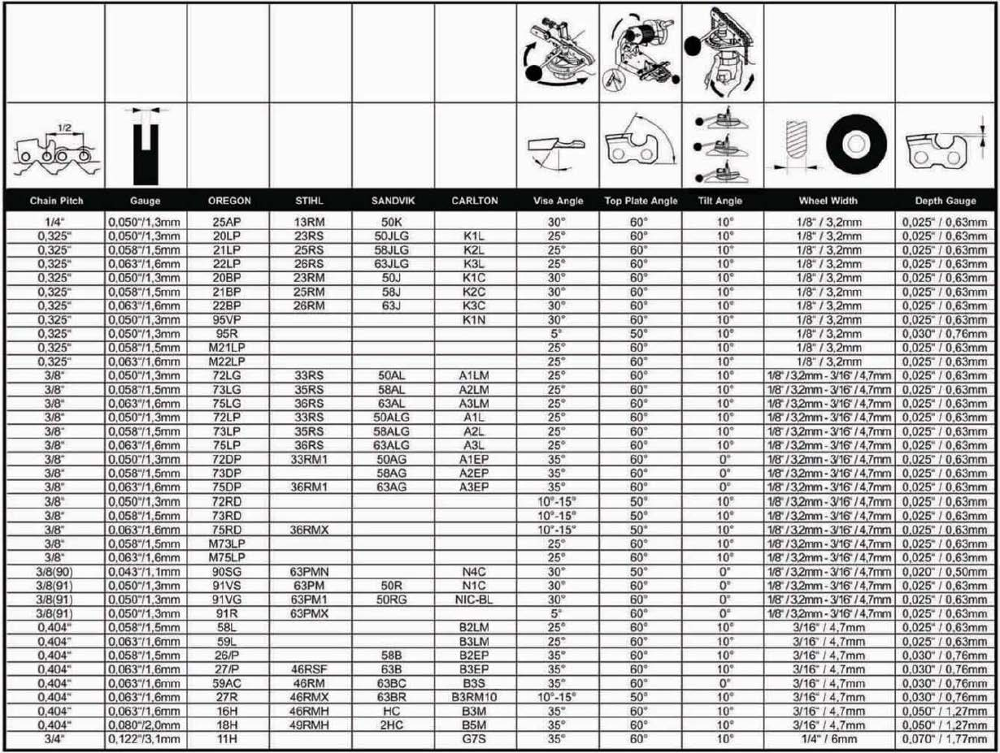 1/2
Chain Pitch Gauge OREGON STIHL SANDVIK CARLTON Vise Angle Top Plate Angle Tilt Angle Wheel Width Depth Gauge
1/4“ 0,050“/1,3mm 25AP 13RM 50K 30° 60° 10° 1/8“ / 3,2mm 0,025“ / 0,63mm
0,325“ 0,050“/1,3mm 20LP 23RS 50JLG K1L 25° 60° 10° 1/8“ / 3,2mm 0,025“ / 0,63mm
0,325“ 0,058“/1,5mm 21LP 25RS 58JLG K2L 25° 60° 10° 1/8“ / 3,2mm 0,025“ / 0,63mm
0,325“ 0,063“/1,6mm 22LP 26RS 63JLG K3L 25° 60° 10° 1/8“ / 3,2mm 0,025“ / 0,63mm
0,325“ 0,050“/1,3mm 20BP 23RM 50J K1C 30° 60° 10° 1/8“ / 3,2mm 0,025“ / 0,63mm
0,325“ 0,058“/1,5mm 21BP 25RM 58J K2C 30° 60° 10° 1/8“ / 3,2mm 0,025“ / 0,63mm
0,325“ 0,063“/1,6mm 22BP 26RM 63J K3C 30° 60° 10° 1/8“ / 3,2mm 0,025“ / 0,63mm
0,325“ 0,050“/1,3mm 95VP K1N 30° 60° 10° 1/8“ / 3,2mm 0,025“ / 0,63mm
0,325“ 0,050“/1,3mm 95R 5° 50° 10° 1/8“ / 3,2mm 0,030“ / 0,76mm
0,325“ 0,058“/1,5mm M21LP 25° 60° 10° 1/8“ / 3,2mm 0,025“ / 0,63mm
0,325“ 0,063“/1,6mm M22LP 25° 60° 10° 1/8“ / 3,2mm 0,025“ / 0,63mm
3/8“ 0,050“/1,3mm 72LG 33RS 50AL A1LM 25° 60° 10° 1/8“ / 3,2mm - 3/16“ / 4,7mm 0,025“ / 0,63mm
3/8“ 0,058“/1,5mm 73LG 35RS 58AL A2LM 25° 60° 10° 1/8“ / 3,2mm - 3/16“ / 4,7mm 0,025“ / 0,63mm
3/8“ 0,063“/1,6mm 75LG 36RS 63AL A3LM 25° 60° 10° 1/8“ / 3,2mm - 3/16“ / 4,7mm 0,025“ / 0,63mm
3/8“ 0,050“/1,3mm 72LP 33RS 50ALG A1L 25° 60° 10° 1/8“ / 3,2mm - 3/16“ / 4,7mm 0,025“ / 0,63mm
3/8“ 0,058“/1,5mm 73LP 35RS 58ALG A2L 25° 60° 10° 1/8“ / 3,2mm - 3/16“ / 4,7mm 0,025“ / 0,63mm
3/8“ 0,063“/1,6mm 75LP 36RS 63ALG A3L 25° 60° 10° 1/8“ / 3,2mm - 3/16“ / 4,7mm 0,025“ / 0,63mm
3/8“ 0,050“/1,3mm 72DP 33RM1 50AG A1EP 35° 60° 0° 1/8“ / 3,2mm - 3/16“ / 4,7mm 0,025“ / 0,63mm
3/8“ 0,058“/1,5mm 73DP 58AG A2EP 35° 60° 0° 1/8“ / 3,2mm - 3/16“ / 4,7mm 0,025“ / 0,63mm
3/8“ 0,063“/1,6mm 75DP 36RM1 63AG A3EP 35° 60° 0° 1/8“ / 3,2mm - 3/16“ / 4,7mm 0,025“ / 0,63mm
3/8“ 0,050“/1,3mm 72RD 10°-15° 50° 10° 1/8“ / 3,2mm - 3/16“ / 4,7mm 0,025“ / 0,63mm
3/8“ 0,058“/1,5mm 73RD 10°-15° 50° 10° 1/8“ / 3,2mm - 3/16“ / 4,7mm 0,025“ / 0,63mm
3/8“ 0,063“/1,6mm 75RD 36RMX 10°-15° 50° 10° 1/8“ / 3,2mm - 3/16“ / 4,7mm 0,025“ / 0,63mm
3/8“ 0,058“/1,5mm M73LP 25° 60° 10° 1/8“ / 3,2mm - 3/16“ / 4,7mm 0,025“ / 0,63mm
3/8“ 0,063“/1,6mm M75LP 25° 60° 10° 1/8“ / 3,2mm - 3/16“ / 4,7mm 0,025“ / 0,63mm
3/8(90) 0,043“/1,1mm 90SG 63PMN N4C 30° 50° 0° 1/8“ / 3,2mm - 3/16“ / 4,7mm 0,020“ / 0,50mm
3/8(91) 0,050“/1,3mm 91VS 63PM 50R N1C 30° 60° 0° 1/8“ / 3,2mm - 3/16“ / 4,7mm 0,025“ / 0,63mm
3/8(91) 0,050“/1,3mm 91VG 63PM1 50RG NIC-BL 30° 60° 0° 1/8“ / 3,2mm - 3/16“ / 4,7mm 0,025“ / 0,63mm
3/8(91) 0,050“/1,3mm 91R 63PMX 5° 60° 0° 1/8“ / 3,2mm - 3/16“ / 4,7mm 0,025“ / 0,63mm
0,404“ 0,058“/1,5mm 58L B2LM 25° 60° 10° 3/16“ / 4,7mm 0,025“ / 0,63mm
0,404“ 0,063“/1,6mm 59L B3LM 25° 60° 10° 3/16“ / 4,7mm 0,025“ / 0,63mm
0,404“ 0,058“/1,5mm 26/P 58B B2EP 35° 60° 10° 3/16“ / 4,7mm 0,030“ / 0,76mm
0,404“ 0,063“/1,6mm 27/P 46RSF 63B B3EP 35° 60° 10° 3/16“ / 4,7mm 0,030“ / 0,76mm
0,404“ 0,063“/1,6mm 59AC 46RM 63BC B3S 35° 60° 0° 3/16“ / 4,7mm 0,030“ / 0,76mm
0,404“ 0,063“/1,6mm 27R 46RMX 63BR B3RM10 10°-15° 50° 10° 3/16“ / 4,7mm 0,030“ / 0,76mm
0,404“ 0,063“/1,6mm 16H 46RMH HC B3M 35° 60° 10° 3/16“ / 4,7mm 0,050“ / 1,27mm
0,404“ 0,080“/2,0mm 18H 49RMH 2HC B5M 35° 60° 10° 3/16“ / 4,7mm 0,050“ / 1,27mm
3/4“ 0,122“/3,1mm 11H G7S 35° 60° 10° 1/4“ / 6mm 0,070“ / 1,77mm